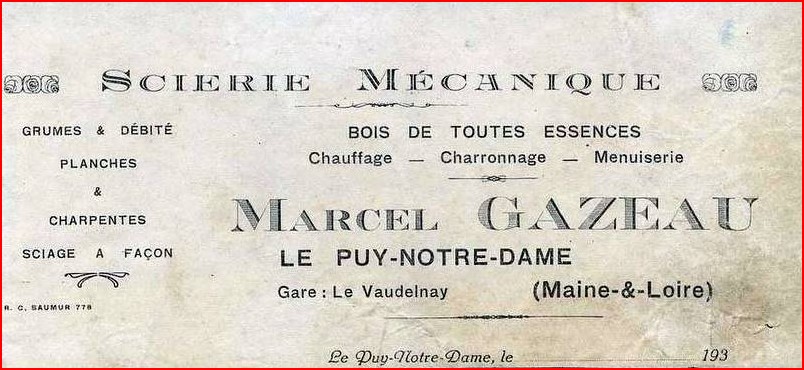 SCIERIE MÉCANIQUE
GRUMES & DÉBITÉ
PLANCHES
&
CHARPENTES
SCIAGE A FAÇON
R. C. SAUMUR 778
BOIS DE TOUTES ESSENCES
Chauffage — Charronnage — Menuiserie
MARCEL GAZEAU
LE PUY-NOTRE-DAME
Gare : Le Vaudelnay (Maine-&-Loire)
Le Puy-Notre-Dame, le 193